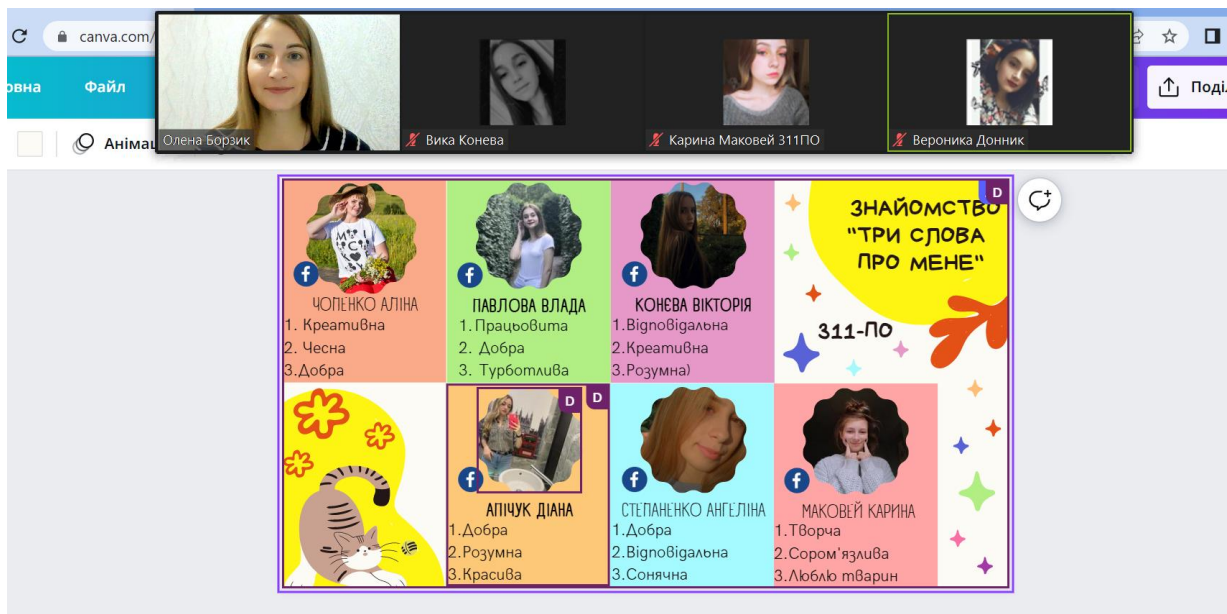 canva.com/
овна
Файл
Поділ
Анімац
Олена Борзик
Вика Конева
Карина Маковей 311ПО
Вероника Донник
ЧОПЕНКО АЛІНА
1. Креативна
2. Чесна
3.Добра
ПАВЛОВА ВЛАДА
1. Працьовита
2. Добра
3. Турботлива
КОНЄВА ВІКТОРІЯ
1.Відповідальна
2.Креативна
3.Розумна)
D
ЗНАЙОМСТВО
"ТРИ СЛОВА
ПРО МЕНЕ"
311-ПО
D
D
АПІЧУК ДІАНА
1.Добра
2.Розумна
3.Красива
СТЕПАНЕНКО АНГЕЛІНА
1.Добра
2.Відповідальна
3.Сонячна
МАКОВЕЙ КАРИНА
1.Творча
2.Сором'язлива
3.Люблю тварин